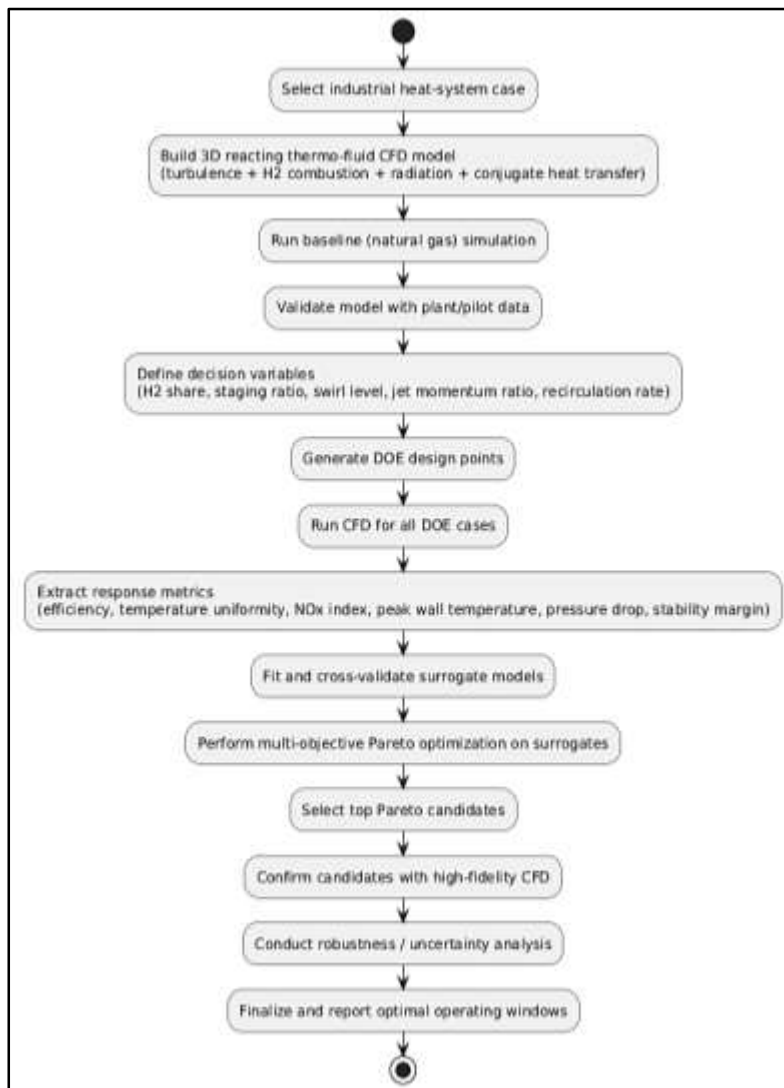 Select industrial heat-system case
Build 3D reacting thermo-fluid CFD model
(turbulence + H2 combustion + radiation + conjugate heat transfer)
Run baseline (natural gas) simulation
Validate model with plant/pilot data
Define decision variables
(H2 share, staging ratio, swirl level, jet momentum ratio, recirculation rate)
Generate DOE design points
Run CFD for all DOE cases
Extract response metrics
(efficiency, temperature uniformity, NOx index, peak wall temperature, pressure drop, stability margin)
Fit and cross-validate surrogate models
Perform multi-objective Pareto optimization on surrogates
Select top Pareto candidates
Confirm candidates with high-fidelity CFD
Conduct robustness / uncertainty analysis
Finalize and report optimal operating windows